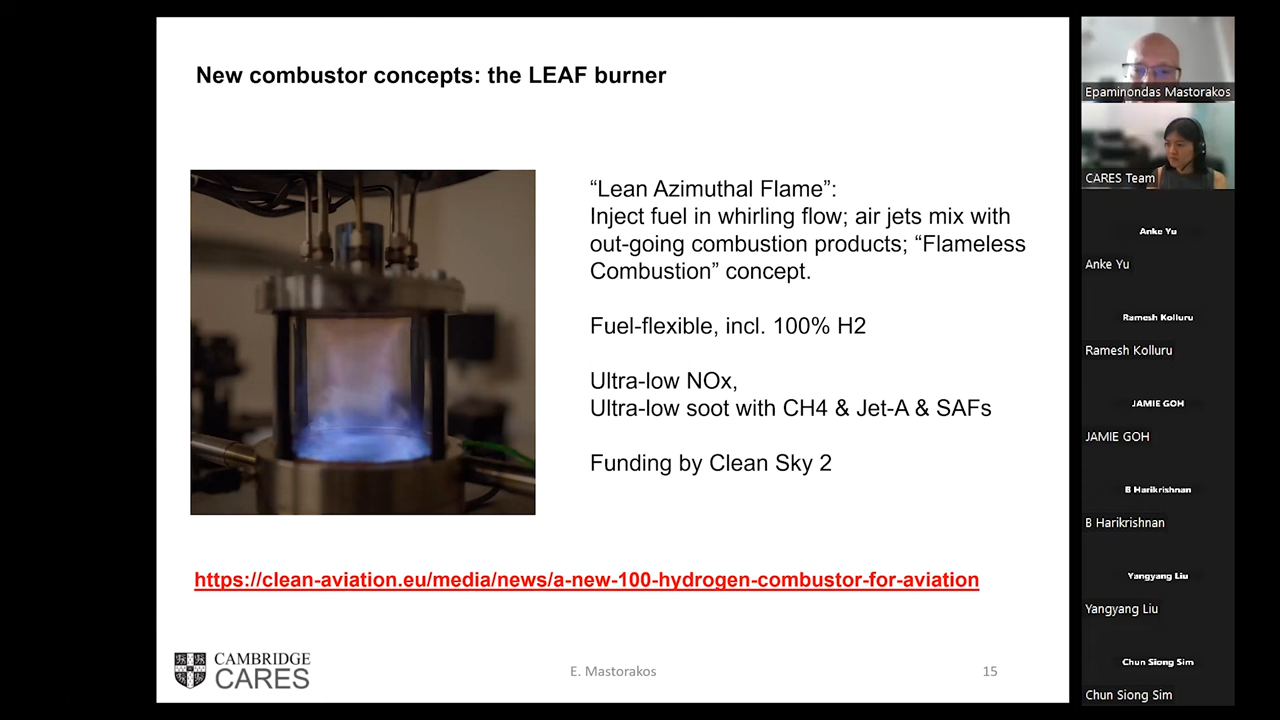 New combustor concepts: the LEAF burner
“Lean Azimuthal Flame”:
Inject fuel in whirling flow; air jets mix with
out-going combustion products; “Flameless
Combustion” concept.
Fuel-flexible, incl. 100% H2
Ultra-low NOx,
Ultra-low soot with CH4 & Jet-A & SAFs
Funding by Clean Sky 2
https://clean-aviation.eu/media/news/a-new-100-hydrogen-combustor-for-aviation
CAMBRIDGE
CARES
E. Mastorakos
15
Epaminondas Mastorakos
CARES Team
Anke Yu
Anke Yu
Ramesh Kolluru
Ramesh Kolluru
JAMIE GOH
JAMIE GOH
B Harikrishnan
B Harikrishnan
Yangyang Liu
Yangyang Liu
Chun Siong Sim
Chun Siong Sim